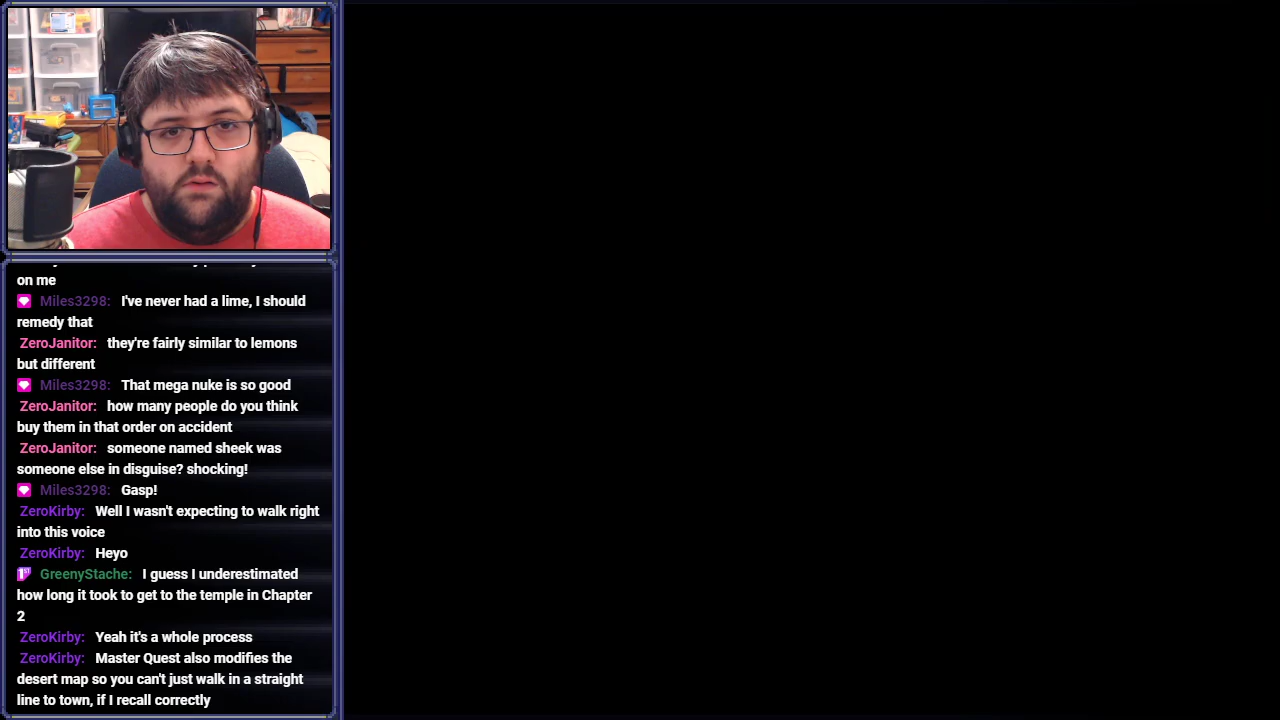 on me
Miles3298: I've never had a lime, I should
remedy that
ZeroJanitor: they're fairly similar to lemons
but different
Miles3298: That mega nuke is so good
ZeroJanitor: how many people do you think
buy them in that order on accident
ZeroJanitor: someone named sheek was
someone else in disguise? shocking!
Miles3298: Gasp!
ZeroKirby: Well I wasn't expecting to walk right
into this voice
ZeroKirby: Heyo
GreenyStache: I guess I underestimated
how long it took to get to the temple in Chapter
2
ZeroKirby: Yeah it's a whole process
ZeroKirby: Master Quest also modifies the
desert map so you can't just walk in a straight
line to town, if I recall correctly